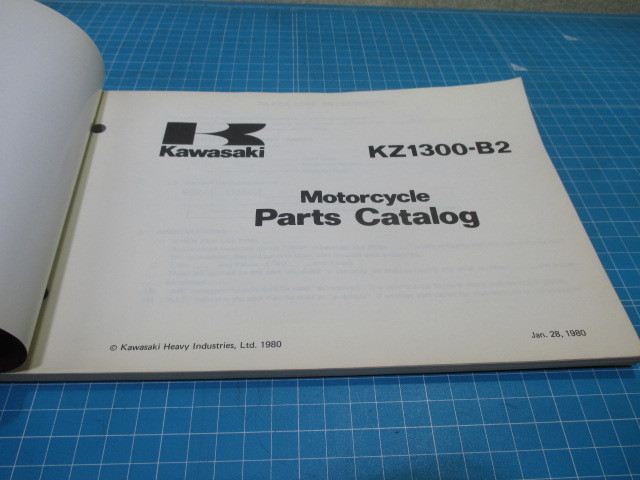 Kawasaki
KZ1300-B2
Motorcycle
Parts Catalog
© Kawasaki Heavy Industries, Ltd. 1980
Jan. 28, 1980